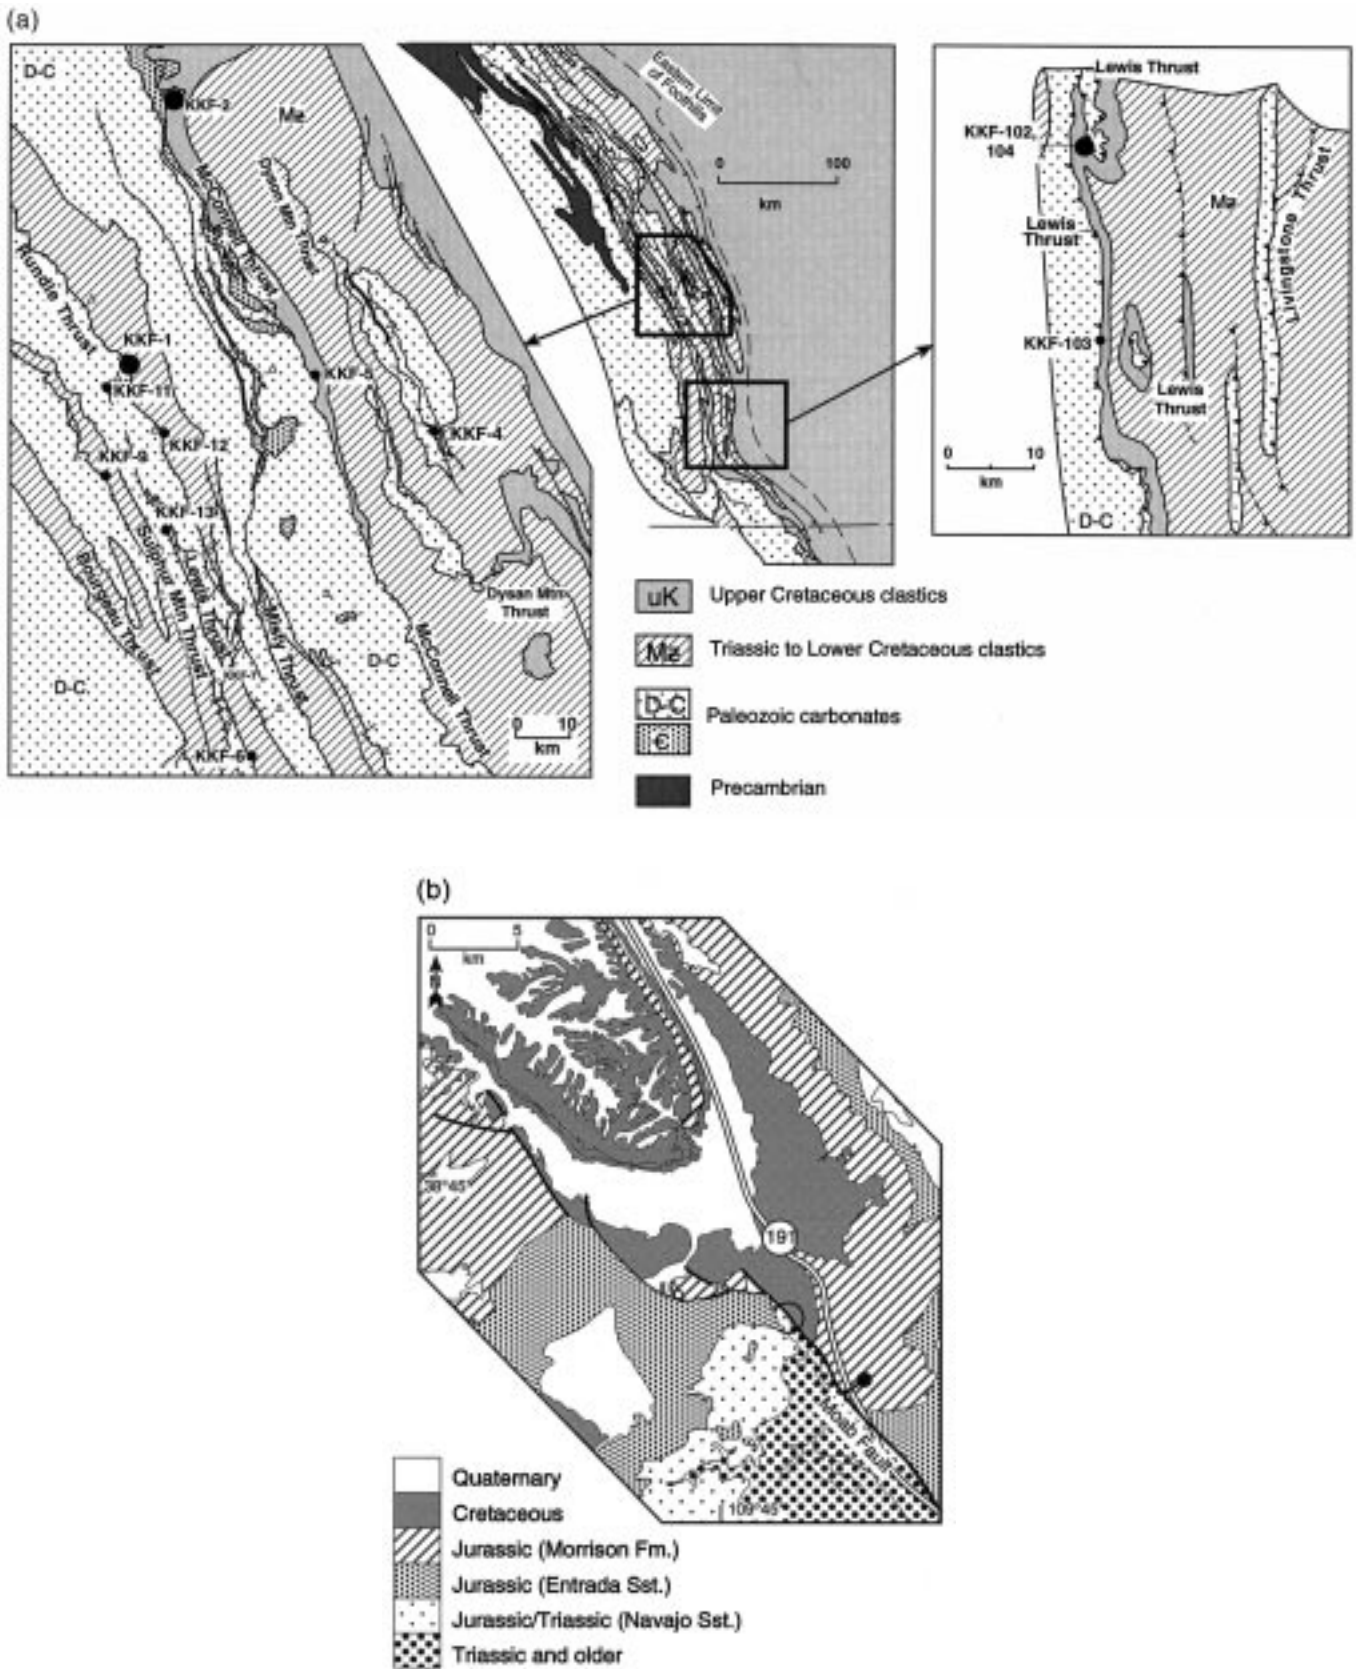 (a)
D-C
KKF-2
Mz
McConnell Thrust
Dyson Mtn
Thrust
Rundle Thrust
KKF-1
KKF-11
KKF-5
KKF-12
KKF-4
KKF-9
KKF-13
Bourgeau Thrust
Sulphur Mtn Thrust
Lewis Thrust
Misty Thrust
KKF-7
D-C
D-C
McConnell Thrust
Dysan Mtn
Thrust
KKF-6
0 10
km
Eastern Limit
of Foothills
0 100
km
Lewis Thrust
KKF-102,
104
Mz
Livingstone Thrust
Lewis
Thrust
KKF-103
Lewis
Thrust
0 10
km
D-C
uK Upper Cretaceous clastics
Mz Triassic to Lower Cretaceous clastics
D-C
Paleozoic carbonates
Є
Precambrian
(b)
0 5
km
N
38°45'
191
Moab Fault
109°45'
Quaternary
Cretaceous
Jurassic (Morrison Fm.)
Jurassic (Entrada Sst.)
Jurassic/Triassic (Navajo Sst.)
Triassic and older